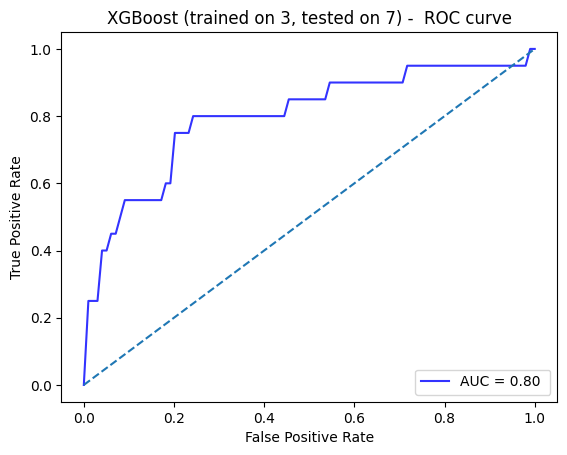 XGBoost (trained on 3, tested on 7) -  ROC curve
True Positive Rate
1.0
0.8
0.6
0.4
0.2
0.0
AUC = 0.80
0.0 0.2 0.4 0.6 0.8 1.0
False Positive Rate